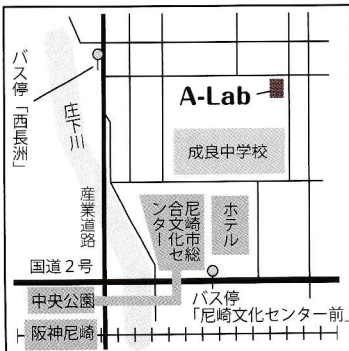 バス停
「西長洲」
庄下川
A-Lab
成良中学校
産業道路
尼崎市総
合文化セ
ンター
ホテル
国道2号
中央公園
阪神尼崎
バス停
「尼崎文化センター前」